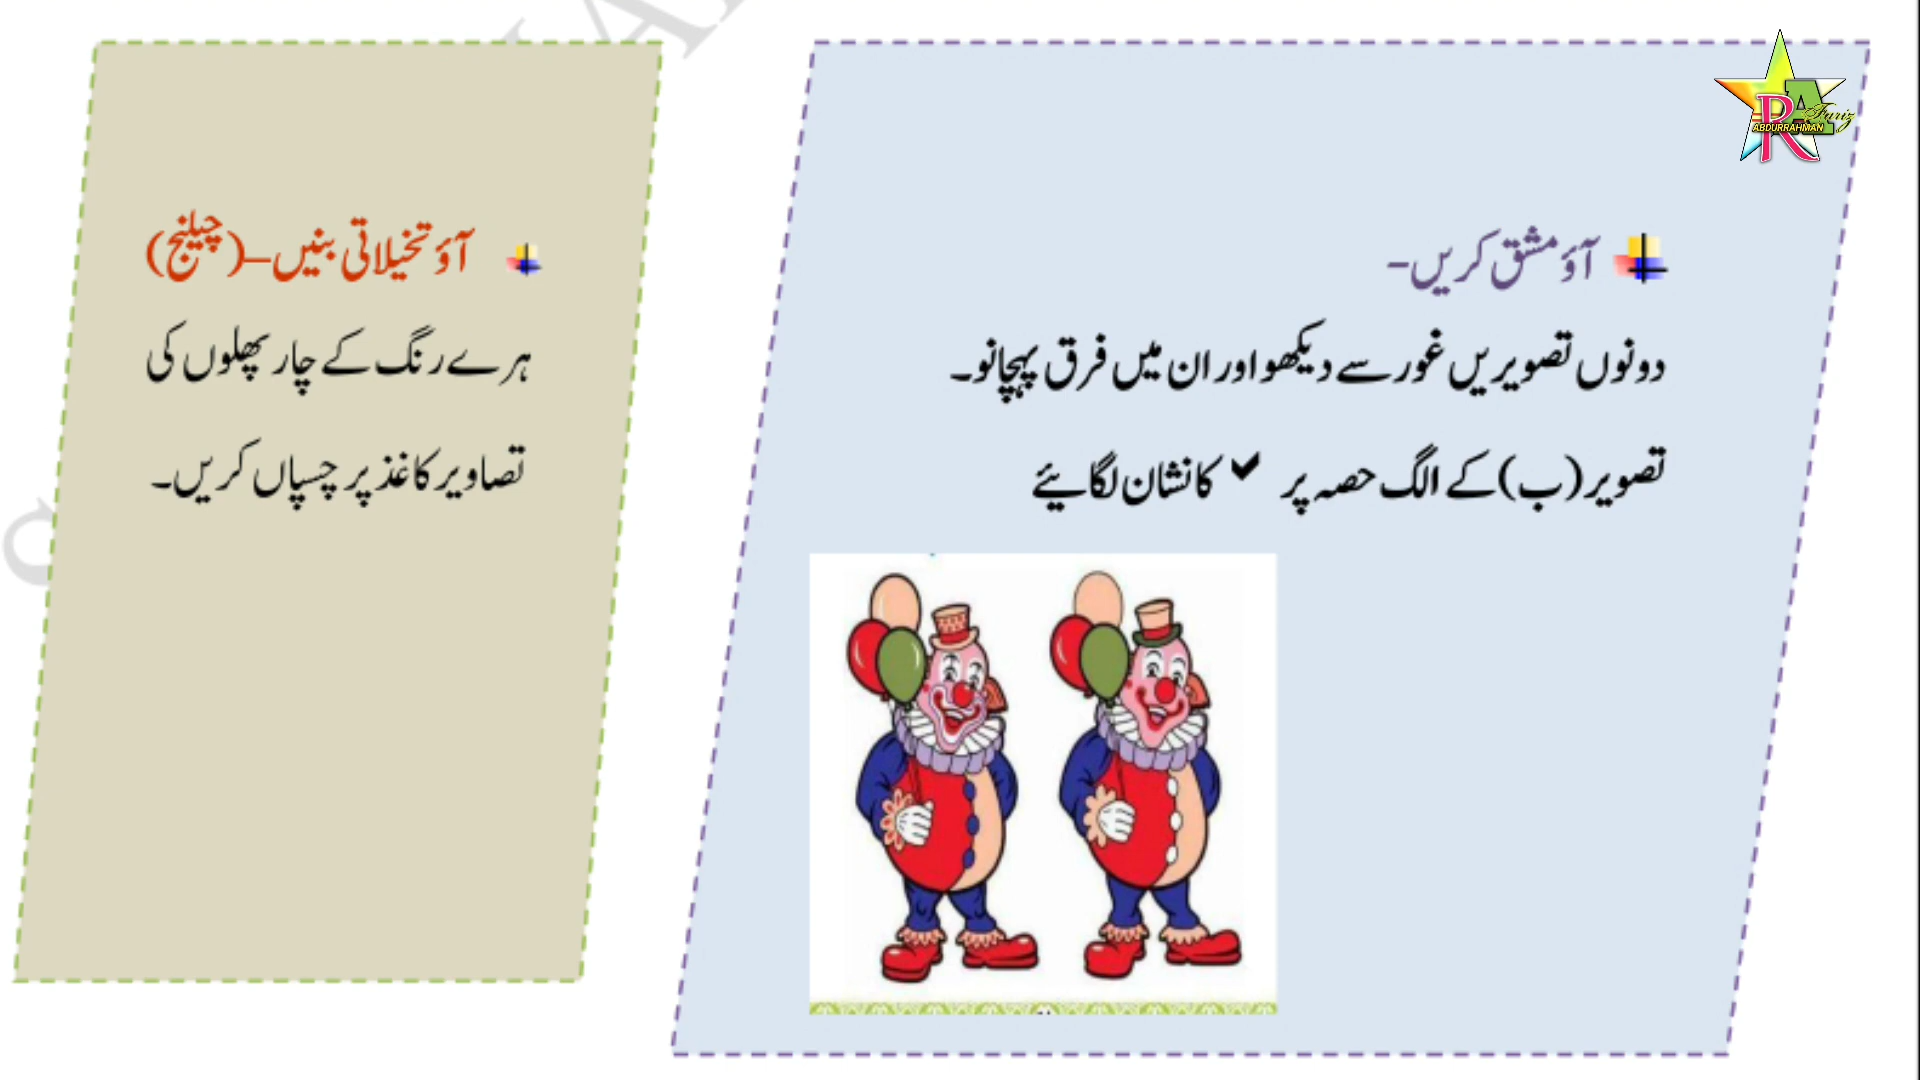 آؤ مشق کریں-
دونوں تصویریں غور سے دیکھو اور ان میں فرق پہچانو۔
تصویر (ب) کے الگ حصہ پر ✔ کا نشان لگائیے
آؤ تخیلاتی بنیں–(چیلنج)
ہرے رنگ کے چار پھلوں کی
تصاویر کاغذ پر چسپاں کریں۔
R A
Fariz
ABDURRAHMAN